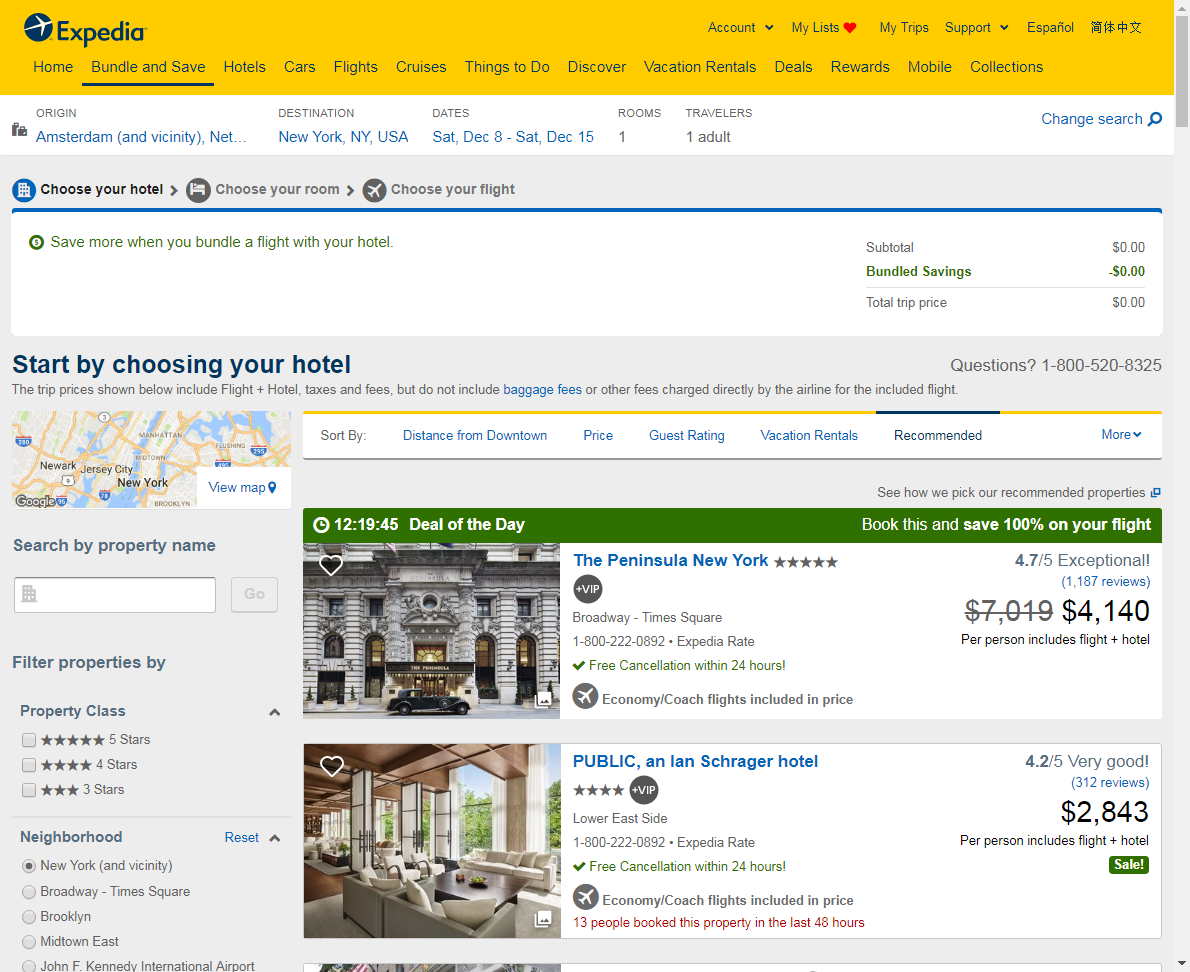 Expedia
Account
My Lists
My Trips
Support
Español
简体中文
Home
Bundle and Save
Hotels
Cars
Flights
Cruises
Things to Do
Discover
Vacation Rentals
Deals
Rewards
Mobile
Collections
ORIGIN
Amsterdam (and vicinity), Net...
DESTINATION
New York, NY, USA
DATES
Sat, Dec 8 - Sat, Dec 15
ROOMS
1
TRAVELERS
1 adult
Change search
Choose your hotel
Choose your room
Choose your flight
Save more when you bundle a flight with your hotel.
Subtotal $0.00
Bundled Savings -$0.00
Total trip price $0.00
Start by choosing your hotel
Questions? 1-800-520-8325
The trip prices shown below include Flight + Hotel, taxes and fees, but do not include baggage fees or other fees charged directly by the airline for the included flight.
3
MANHATTAN
FLUSHING
280
295
495
MIDTOWN
Newark
Jersey City
9
New York
78
95
BROOKLYN
Google
View map
Search by property name
Go
Filter properties by
Property Class
5 Stars
4 Stars
3 Stars
Neighborhood
Reset
New York (and vicinity)
Broadway - Times Square
Brooklyn
Midtown East
John F. Kennedy International Airport
Sort By:
Distance from Downtown
Price
Guest Rating
Vacation Rentals
Recommended
More
See how we pick our recommended properties
12:19:45 Deal of the Day
Book this and save 100% on your flight
THE PENINSULA
The Peninsula New York
+VIP
Broadway - Times Square
1-800-222-0892 • Expedia Rate
Free Cancellation within 24 hours!
Economy/Coach flights included in price
4.7/5 Exceptional!
(1,187 reviews)
$7,019 $4,140
Per person includes flight + hotel
PUBLIC, an Ian Schrager hotel
+VIP
Lower East Side
1-800-222-0892 • Expedia Rate
Free Cancellation within 24 hours!
Economy/Coach flights included in price
13 people booked this property in the last 48 hours
4.2/5 Very good!
(312 reviews)
$2,843
Per person includes flight + hotel
Sale!